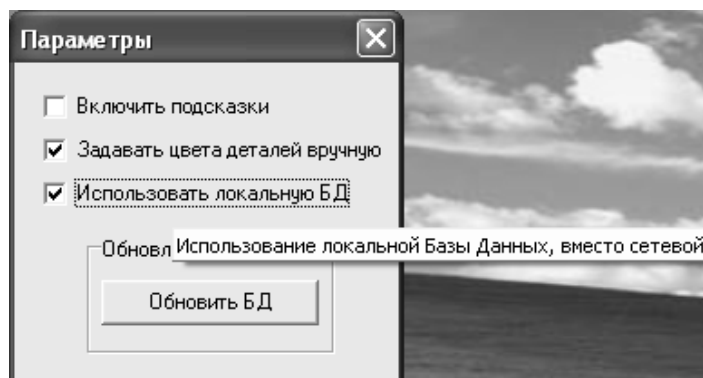 Параметры
Включить подсказки
Задавать цвета деталей вручную
Использовать локальную БД
Обновл
Использование локальной Базы Данных, вместо сетевой
Обновить БД